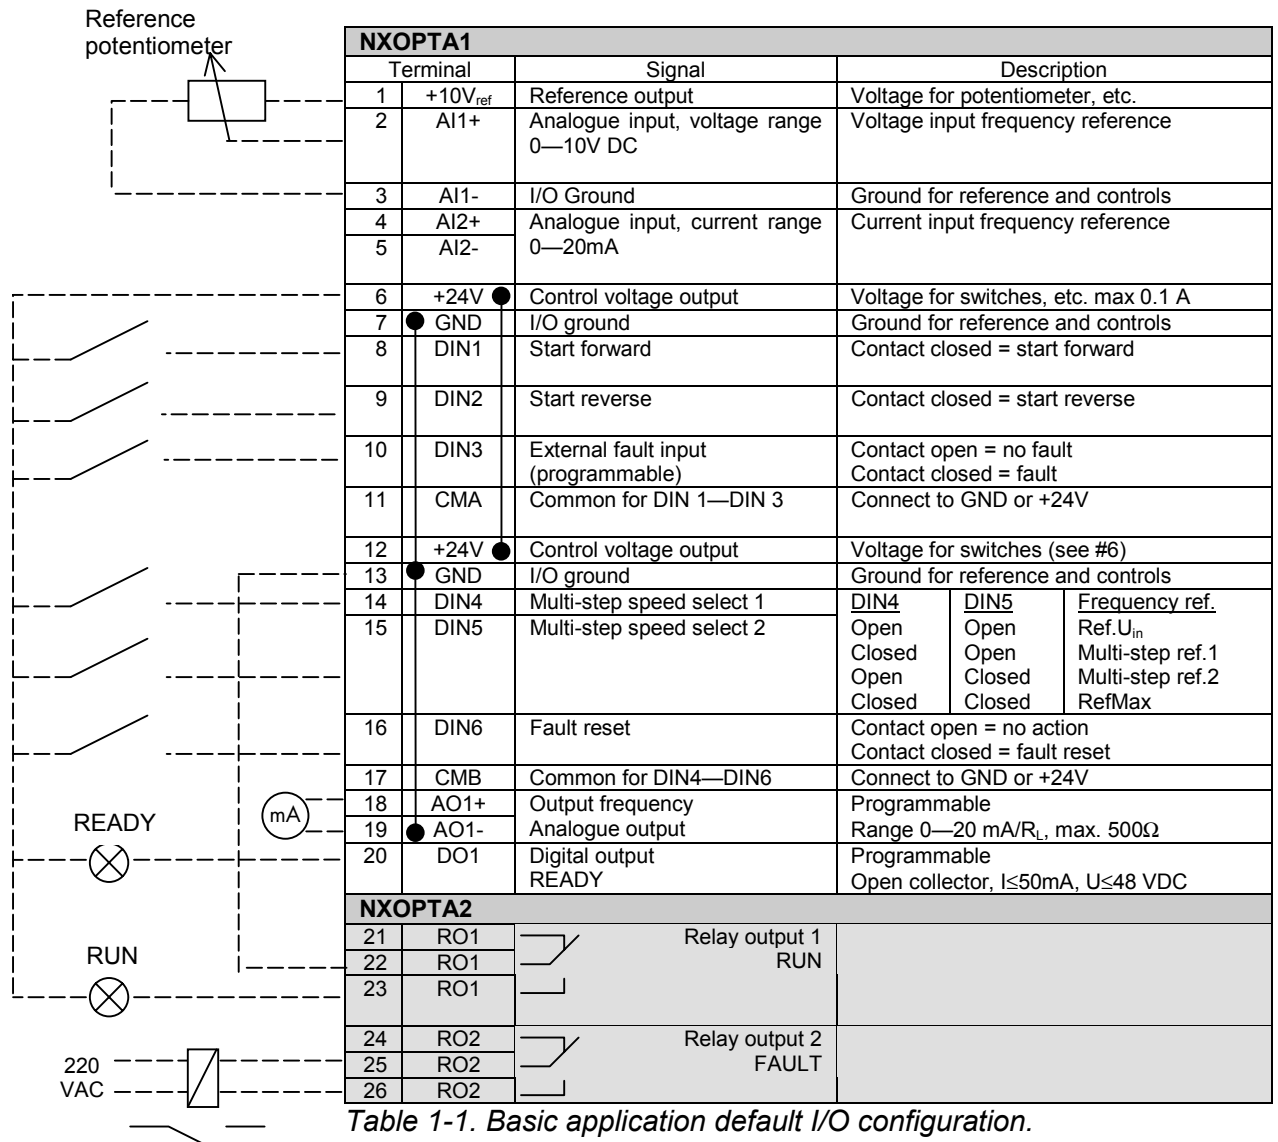 Reference
potentiometer
NXOPTA1
Terminal Signal Description
1 +10Vref Reference output Voltage for potentiometer, etc.
2 AI1+ Analogue input, voltage range Voltage input frequency reference
0—10V DC
3 AI1- I/O Ground Ground for reference and controls
4 AI2+ Analogue input, current range Current input frequency reference
5 AI2- 0—20mA
6 +24V Control voltage output Voltage for switches, etc. max 0.1 A
7 GND I/O ground Ground for reference and controls
8 DIN1 Start forward Contact closed = start forward
9 DIN2 Start reverse Contact closed = start reverse
10 DIN3 External fault input Contact open = no fault
(programmable) Contact closed = fault
11 CMA Common for DIN 1—DIN 3 Connect to GND or +24V
12 +24V Control voltage output Voltage for switches (see #6)
13 GND I/O ground Ground for reference and controls
14 DIN4 Multi-step speed select 1 DIN4 DIN5 Frequency ref.
15 DIN5 Multi-step speed select 2 Open Open Ref.Uin
Closed Open Multi-step ref.1
Open Closed Multi-step ref.2
Closed Closed RefMax
16 DIN6 Fault reset Contact open = no action
Contact closed = fault reset
17 CMB Common for DIN4—DIN6 Connect to GND or +24V
mA 18 AO1+ Output frequency Programmable
READY
19 AO1- Analogue output Range 0—20 mA/RL, max. 500Ω
20 DO1 Digital output Programmable
READY Open collector, I≤50mA, U≤48 VDC
NXOPTA2
21 RO1 Relay output 1
RUN
22 RO1 RUN
23 RO1
24 RO2 Relay output 2
220
25 RO2 FAULT
VAC
26 RO2
Table 1-1. Basic application default I/O configuration.